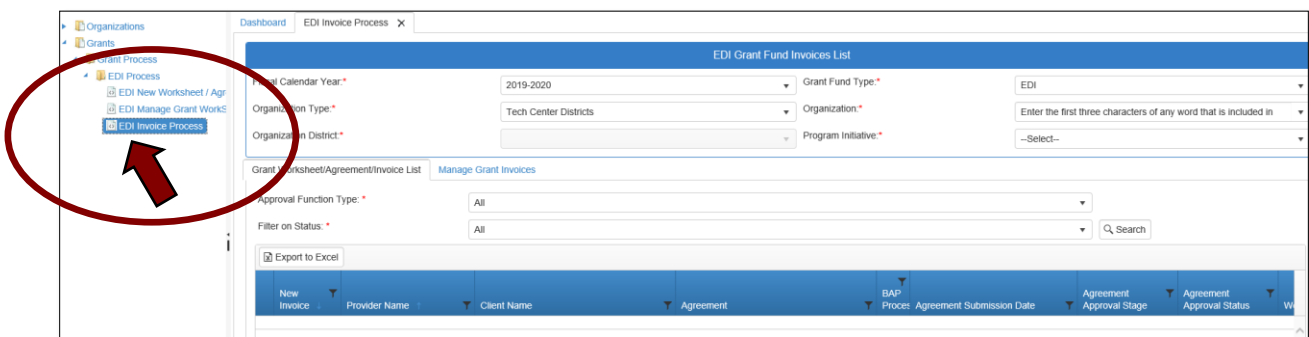 Organizations
Grants
Grant Process
EDI Process
EDI New Worksheet / Agr
EDI Manage Grant WorkS
EDI Invoice Process
Dashboard EDI Invoice Process X
EDI Grant Fund Invoices List
Fiscal Calendar Year:* 2019-2020 Grant Fund Type:* EDI
Organization Type:* Tech Center Districts Organization:* Enter the first three characters of any word that is included in
Organization District:* Program Initiative:* --Select--
Grant Worksheet/Agreement/Invoice List Manage Grant Invoices
Approval Function Type: * All
Filter on Status: * All Search
Export to Excel
New Invoice Provider Name Client Name Agreement BAP Proces Agreement Submission Date Agreement Approval Stage Agreement Approval Status